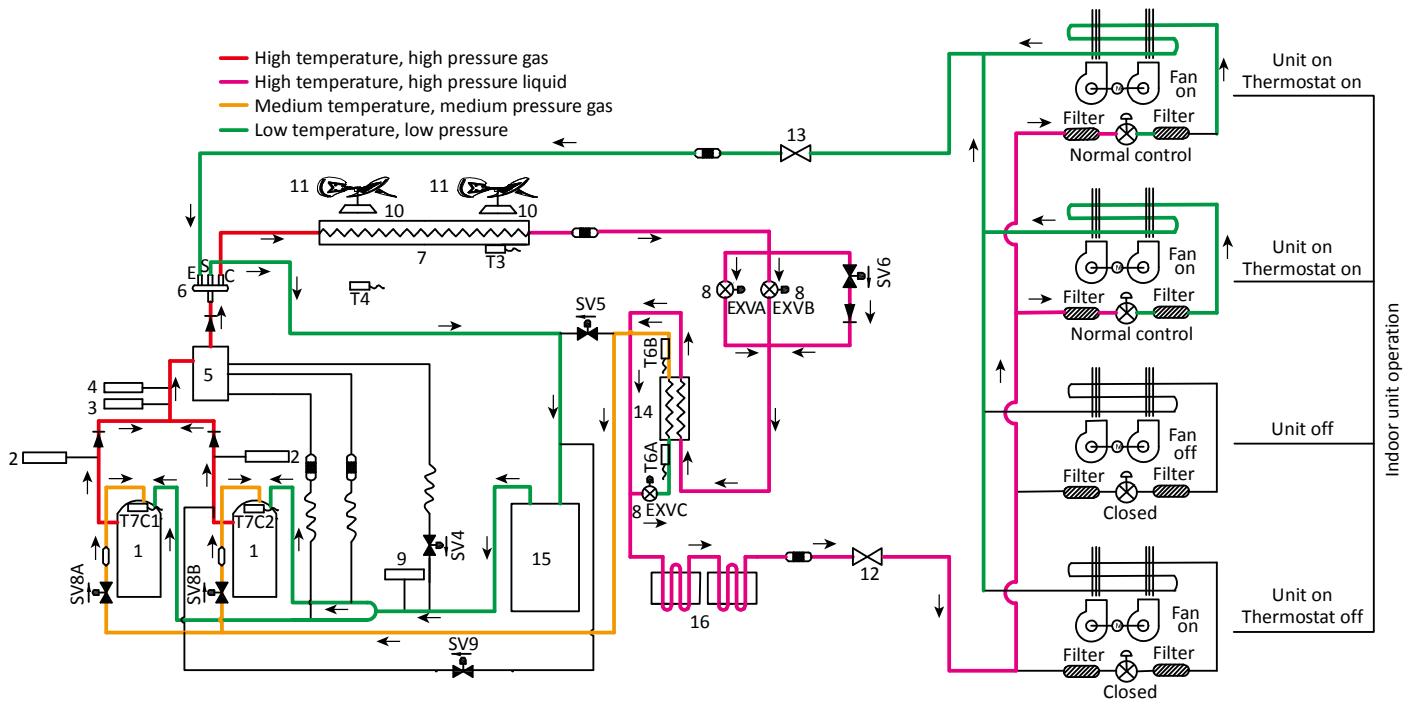 High temperature, high pressure gas
High temperature, high pressure liquid
Medium temperature, medium pressure gas
Low temperature, low pressure
13
11
11
10
10
7
T3
T4
E
S
C
6
SV5
8
EXVA
8
EXVB
SV6
T6B
14
T6A
8
EXVC
5
4
3
2
2
T7C1
T7C2
1
1
SV8A
SV8B
9
SV4
15
SV9
16
12
M
Fan
on
Filter
Filter
Normal control
Unit on
Thermostat on
M
Fan
on
Filter
Filter
Normal control
Unit on
Thermostat on
M
Fan
off
Filter
Filter
Closed
Unit off
M
Fan
on
Filter
Filter
Closed
Unit on
Thermostat off
Indoor unit operation